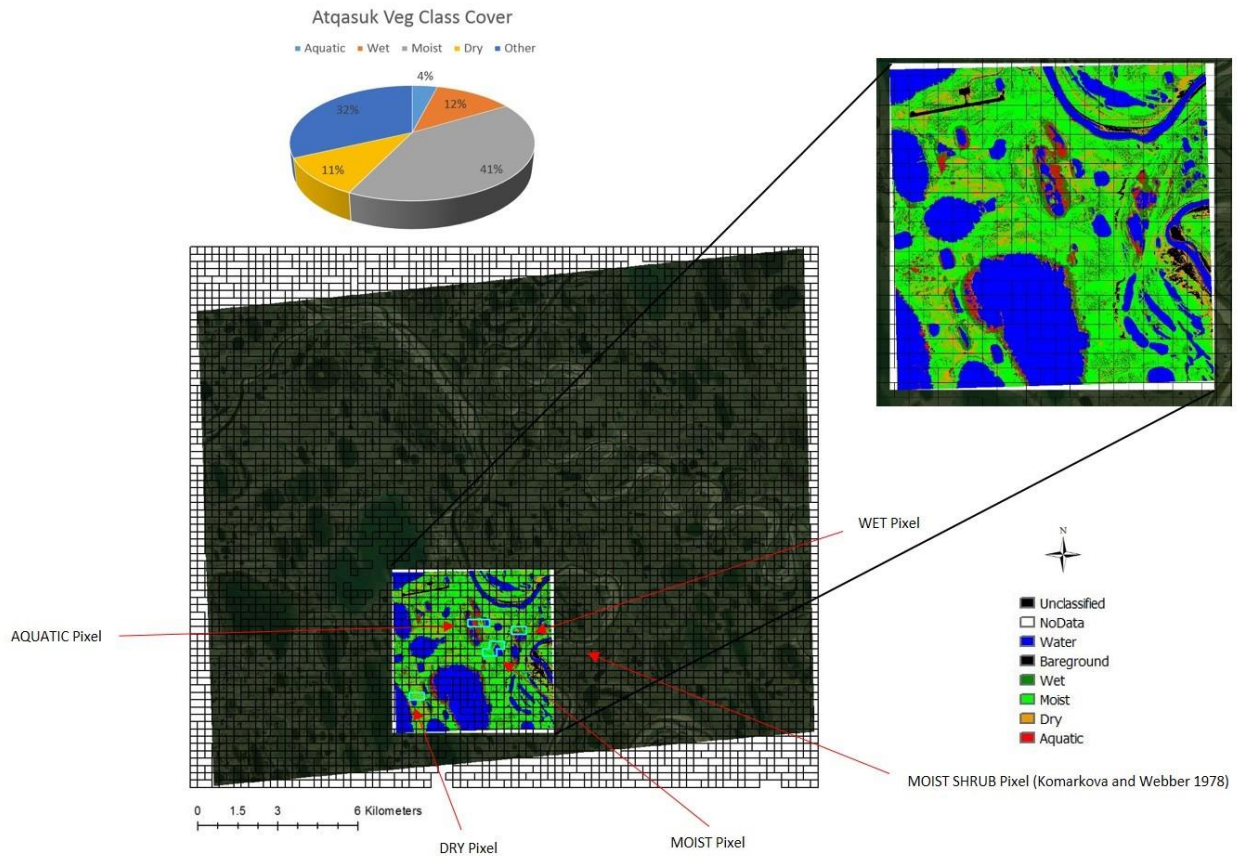 Atqasuk Veg Class Cover
Aquatic Wet Moist Dry Other
4%
12%
32%
11%
41%
WET Pixel
AQUATIC Pixel
N
Unclassified
NoData
Water
Bareground
Wet
Moist
Dry
Aquatic
MOIST SHRUB Pixel (Komarkova and Webber 1978)
0 1.5 3 6 Kilometers
DRY Pixel
MOIST Pixel